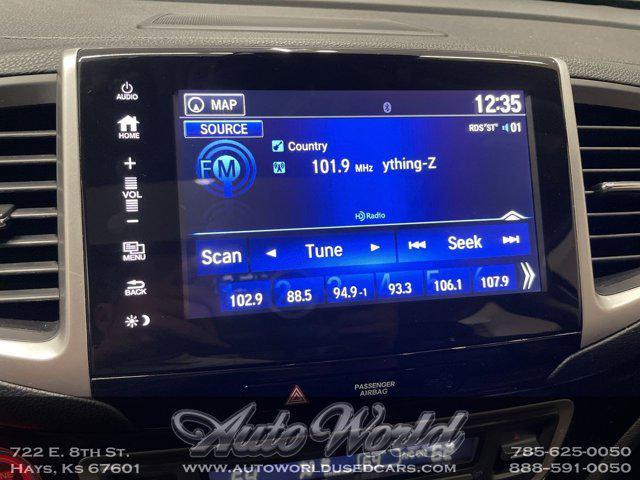 AUDIO
HOME
+
VOL
−
MENU
BACK
MAP
12:35
SOURCE
RDS"ST" 01
Country
FM
101.9 MHz ything-Z
HD Radio
Scan Tune Seek
102.9 88.5 94.9-1 93.3 106.1 107.9
PASSENGER
AIRBAG
Auto World
722 E. 8TH ST.
HAYS, KS 67601
785-625-0050
888-591-0050
WWW.AUTOWORLDUSEDCARS.COM